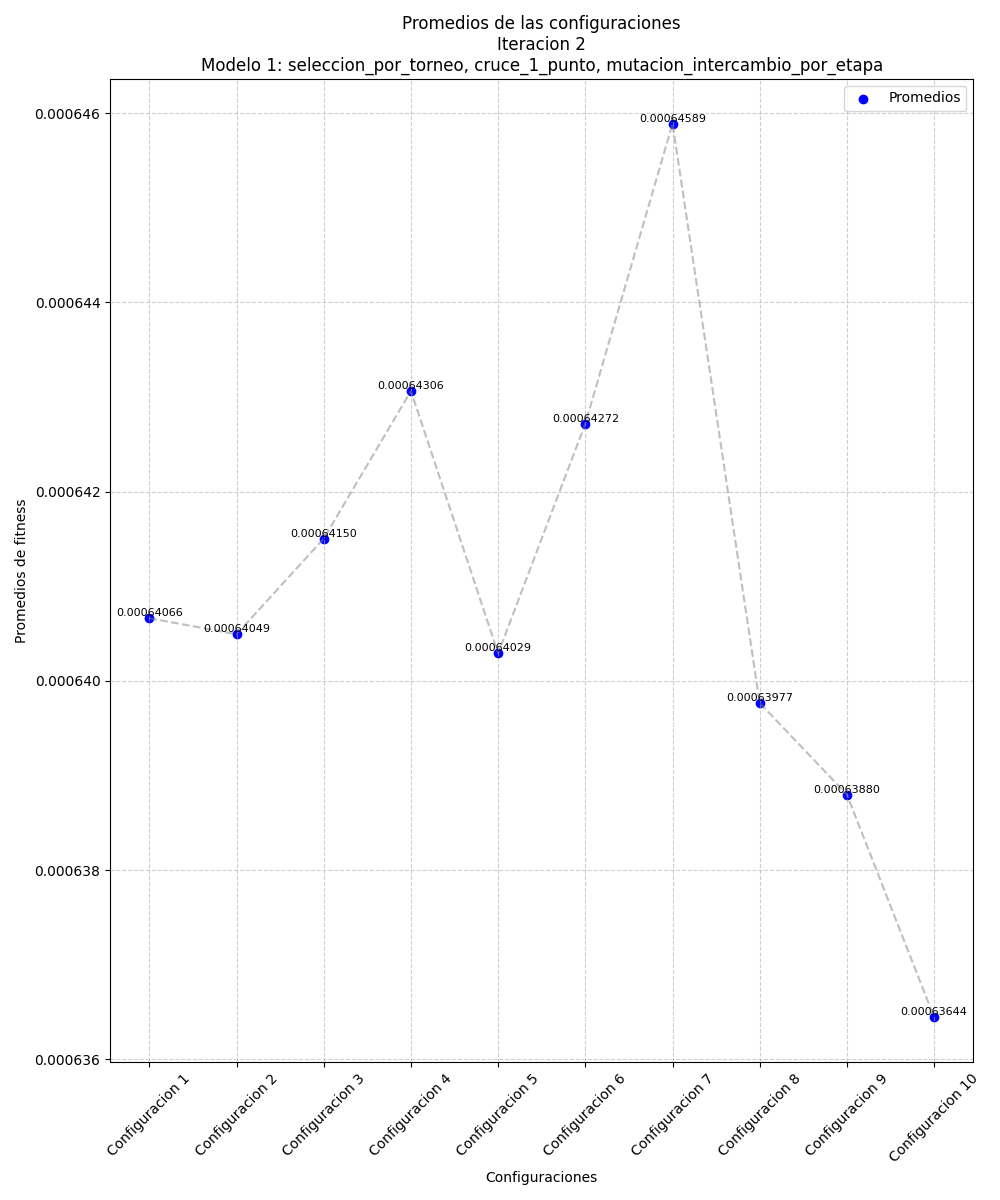 Promedios de las configuraciones
Iteracion 2
Modelo 1: seleccion_por_torneo, cruce_1_punto, mutacion_intercambio_por_etapa
Promedios
0.000646
0.000644
0.000642
0.000640
0.000638
0.000636
Promedios de fitness
0.00064066
0.00064049
0.00064150
0.00064306
0.00064029
0.00064272
0.00064589
0.00063977
0.00063880
0.00063644
Configuracion 1
Configuracion 2
Configuracion 3
Configuracion 4
Configuracion 5
Configuracion 6
Configuracion 7
Configuracion 8
Configuracion 9
Configuracion 10
Configuraciones